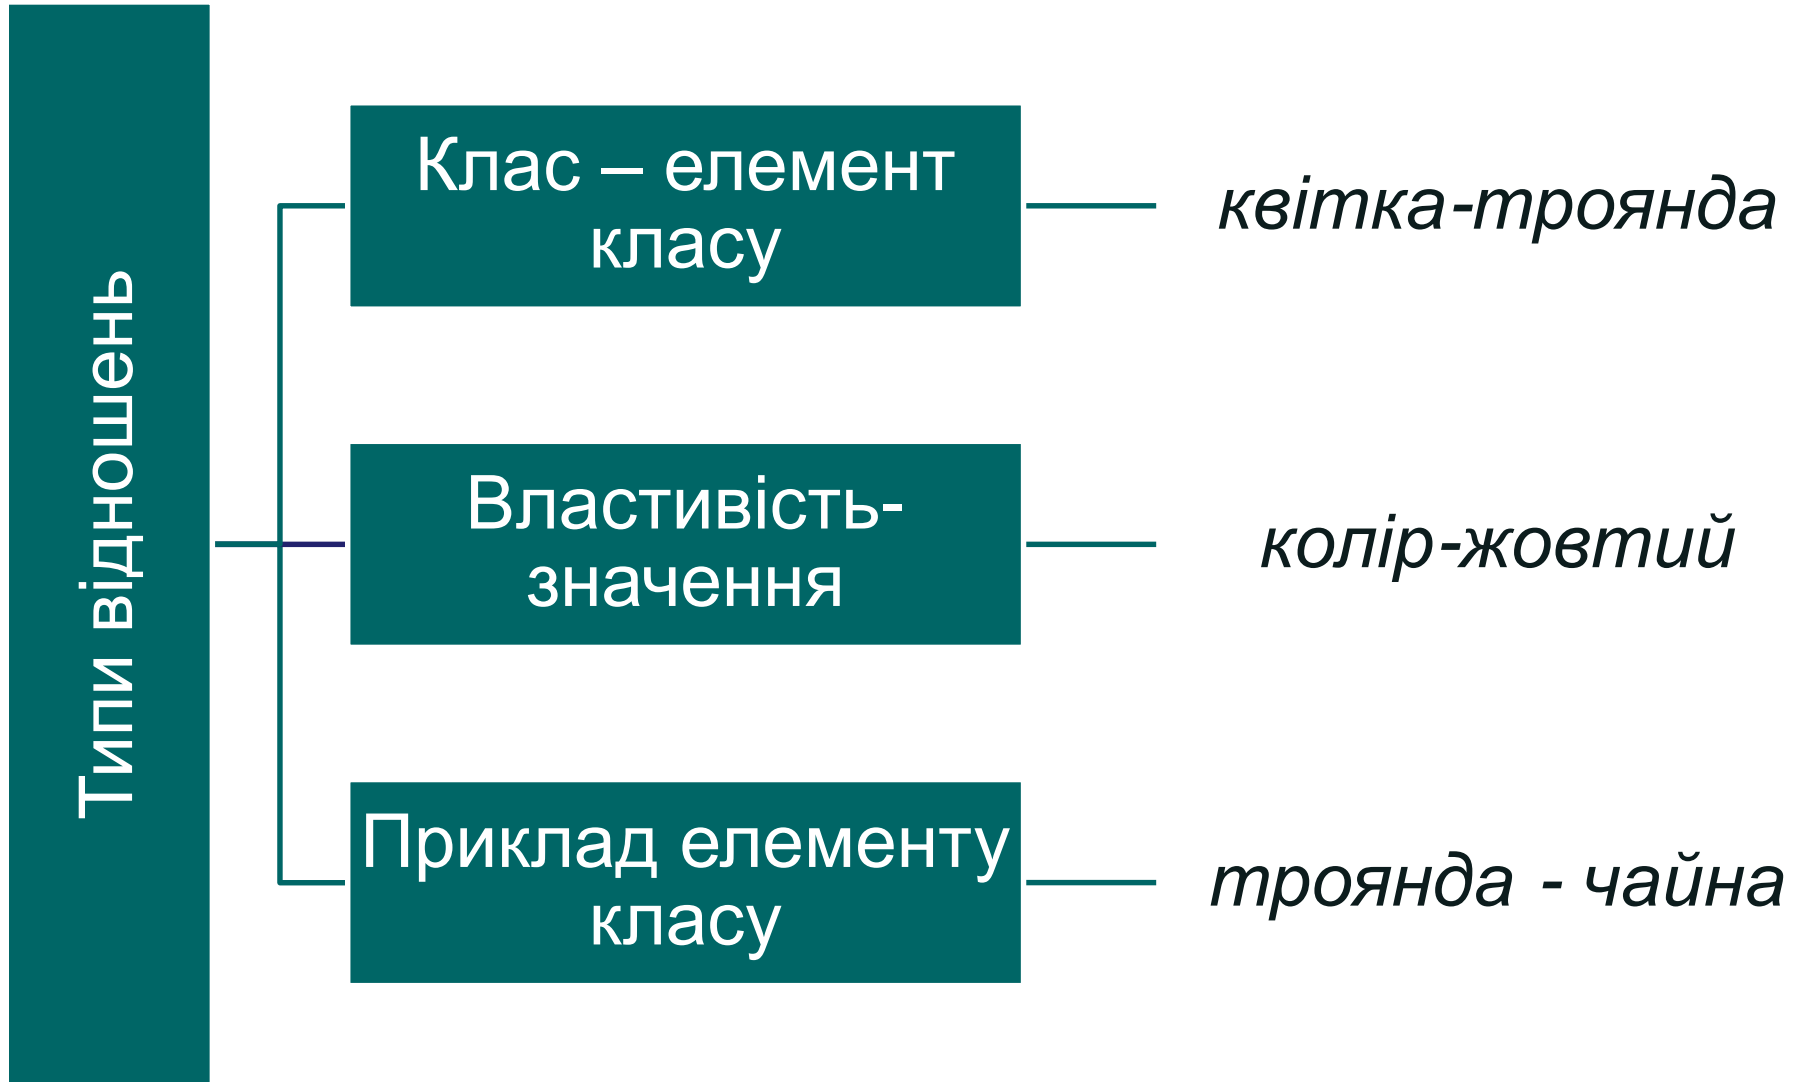 Типи відношень
Клас – елемент
класу
квітка-троянда
Властивість-
значення
колір-жовтий
Приклад елементу
класу
троянда - чайна